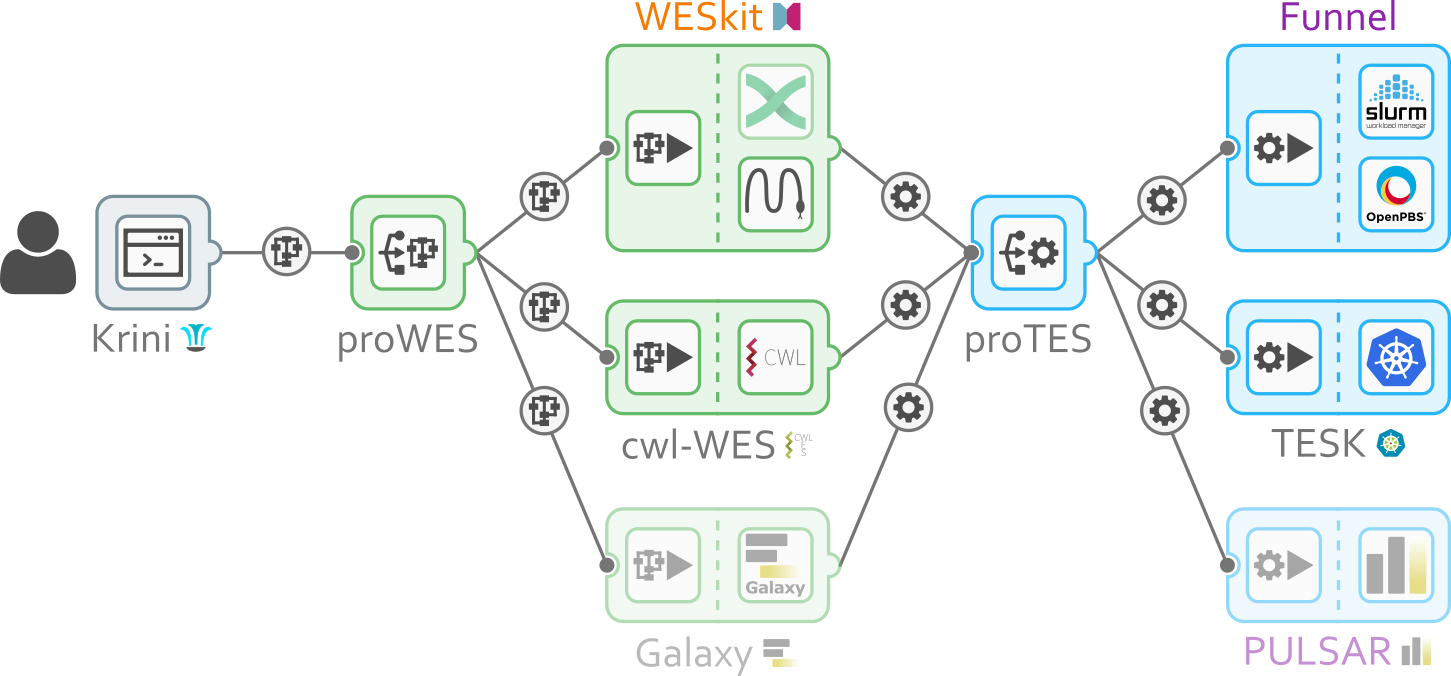 WESkit
Funnel
slurm
workload manager
OpenPBS
>_
Krini
proWES
proTES
CWL
cwl-WES
CWL
E
S
TESK
Galaxy
Galaxy
PULSAR